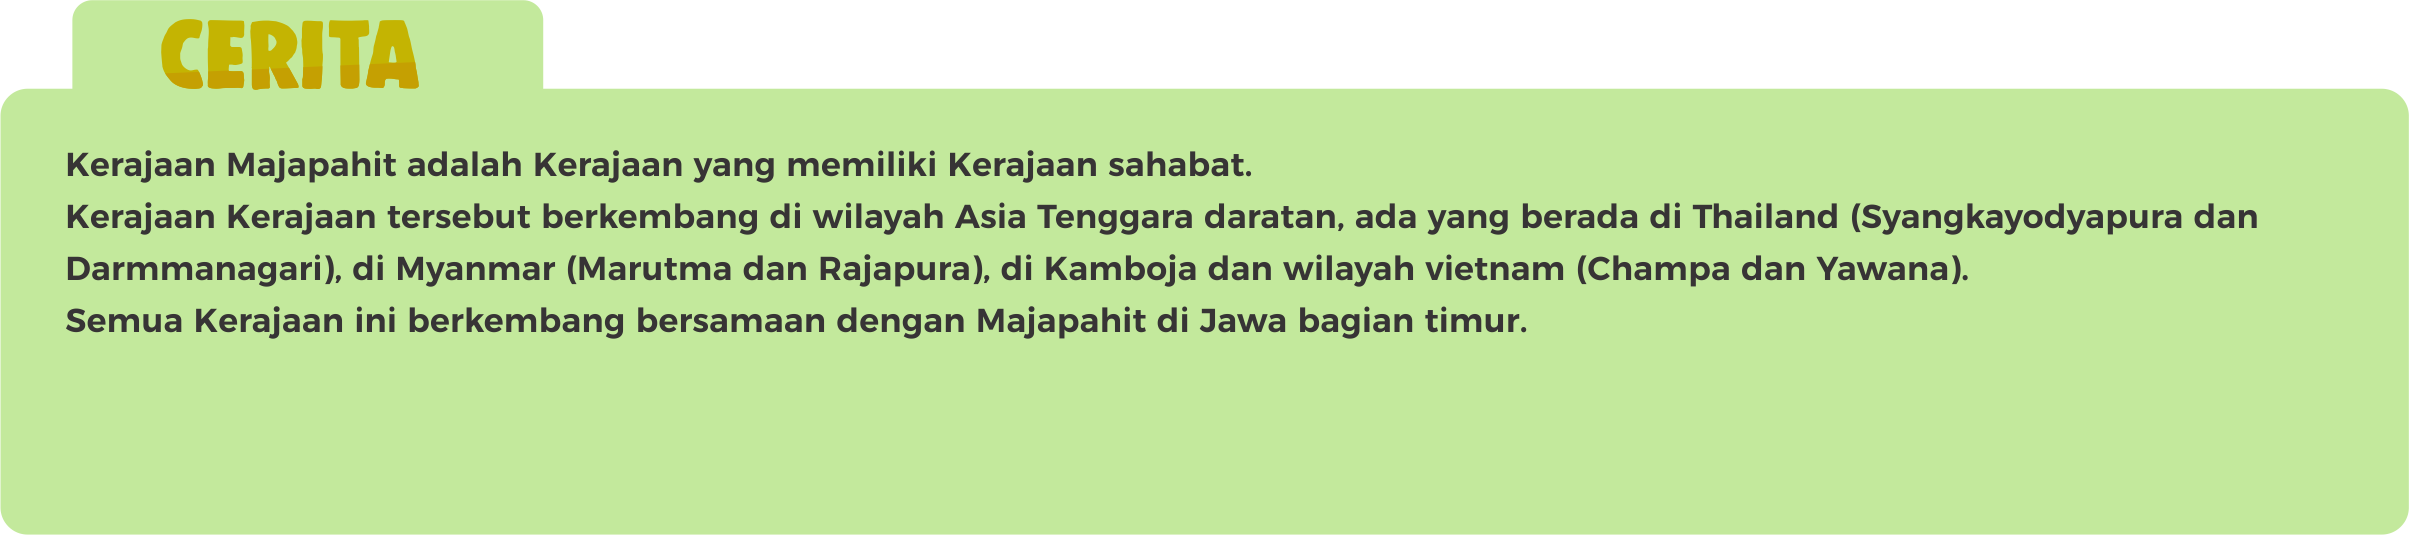 CERITA
Kerajaan Majapahit adalah Kerajaan yang memiliki Kerajaan sahabat.
Kerajaan Kerajaan tersebut berkembang di wilayah Asia Tenggara daratan, ada yang berada di Thailand (Syangkayodyapura dan
Darmmanagari), di Myanmar (Marutma dan Rajapura), di Kamboja dan wilayah vietnam (Champa dan Yawana).
Semua Kerajaan ini berkembang bersamaan dengan Majapahit di Jawa bagian timur.